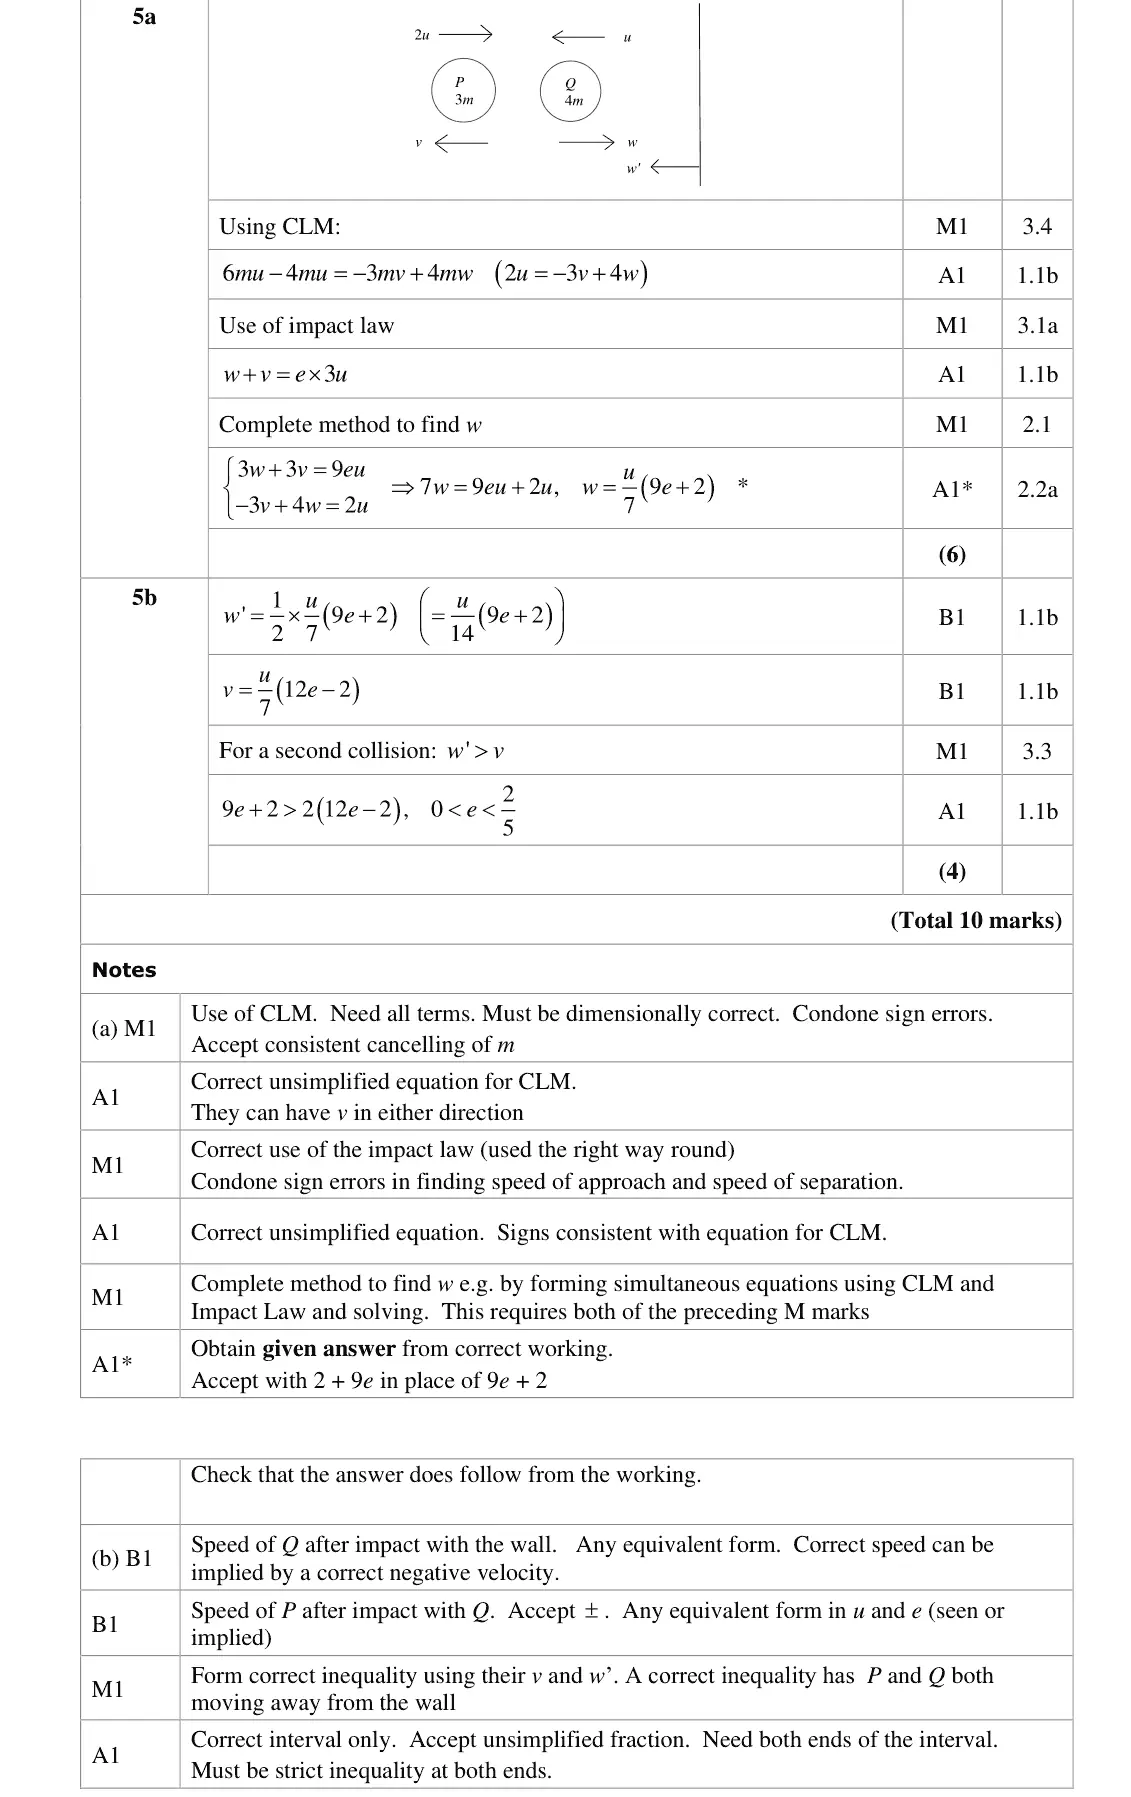 5a
2u u
P Q
3m 4m
v w
w'
Using CLM: M1 3.4
6mu − 4mu = −3mv + 4mw (2u = −3v + 4w) A1 1.1b
Use of impact law M1 3.1a
w + v = e × 3u A1 1.1b
Complete method to find w M1 2.1
{3w + 3v = 9eu
−3v + 4w = 2u ⇒ 7w = 9eu + 2u, w = u/7 (9e + 2) * A1* 2.2a
(6)
5b w' = 1/2 × u/7 (9e + 2) (= u/14 (9e + 2)) B1 1.1b
v = u/7 (12e − 2) B1 1.1b
For a second collision: w' > v M1 3.3
9e + 2 > 2(12e − 2), 0 < e < 2/5 A1 1.1b
(4)
(Total 10 marks)
Notes
(a) M1 Use of CLM. Need all terms. Must be dimensionally correct. Condone sign errors.
Accept consistent cancelling of m
A1 Correct unsimplified equation for CLM.
They can have v in either direction
M1 Correct use of the impact law (used the right way round)
Condone sign errors in finding speed of approach and speed of separation.
A1 Correct unsimplified equation. Signs consistent with equation for CLM.
M1 Complete method to find w e.g. by forming simultaneous equations using CLM and
Impact Law and solving. This requires both of the preceding M marks
A1* Obtain given answer from correct working.
Accept with 2 + 9e in place of 9e + 2
Check that the answer does follow from the working.
(b) B1 Speed of Q after impact with the wall. Any equivalent form. Correct speed can be
implied by a correct negative velocity.
B1 Speed of P after impact with Q. Accept ± . Any equivalent form in u and e (seen or
implied)
M1 Form correct inequality using their v and w’. A correct inequality has P and Q both
moving away from the wall
A1 Correct interval only. Accept unsimplified fraction. Need both ends of the interval.
Must be strict inequality at both ends.